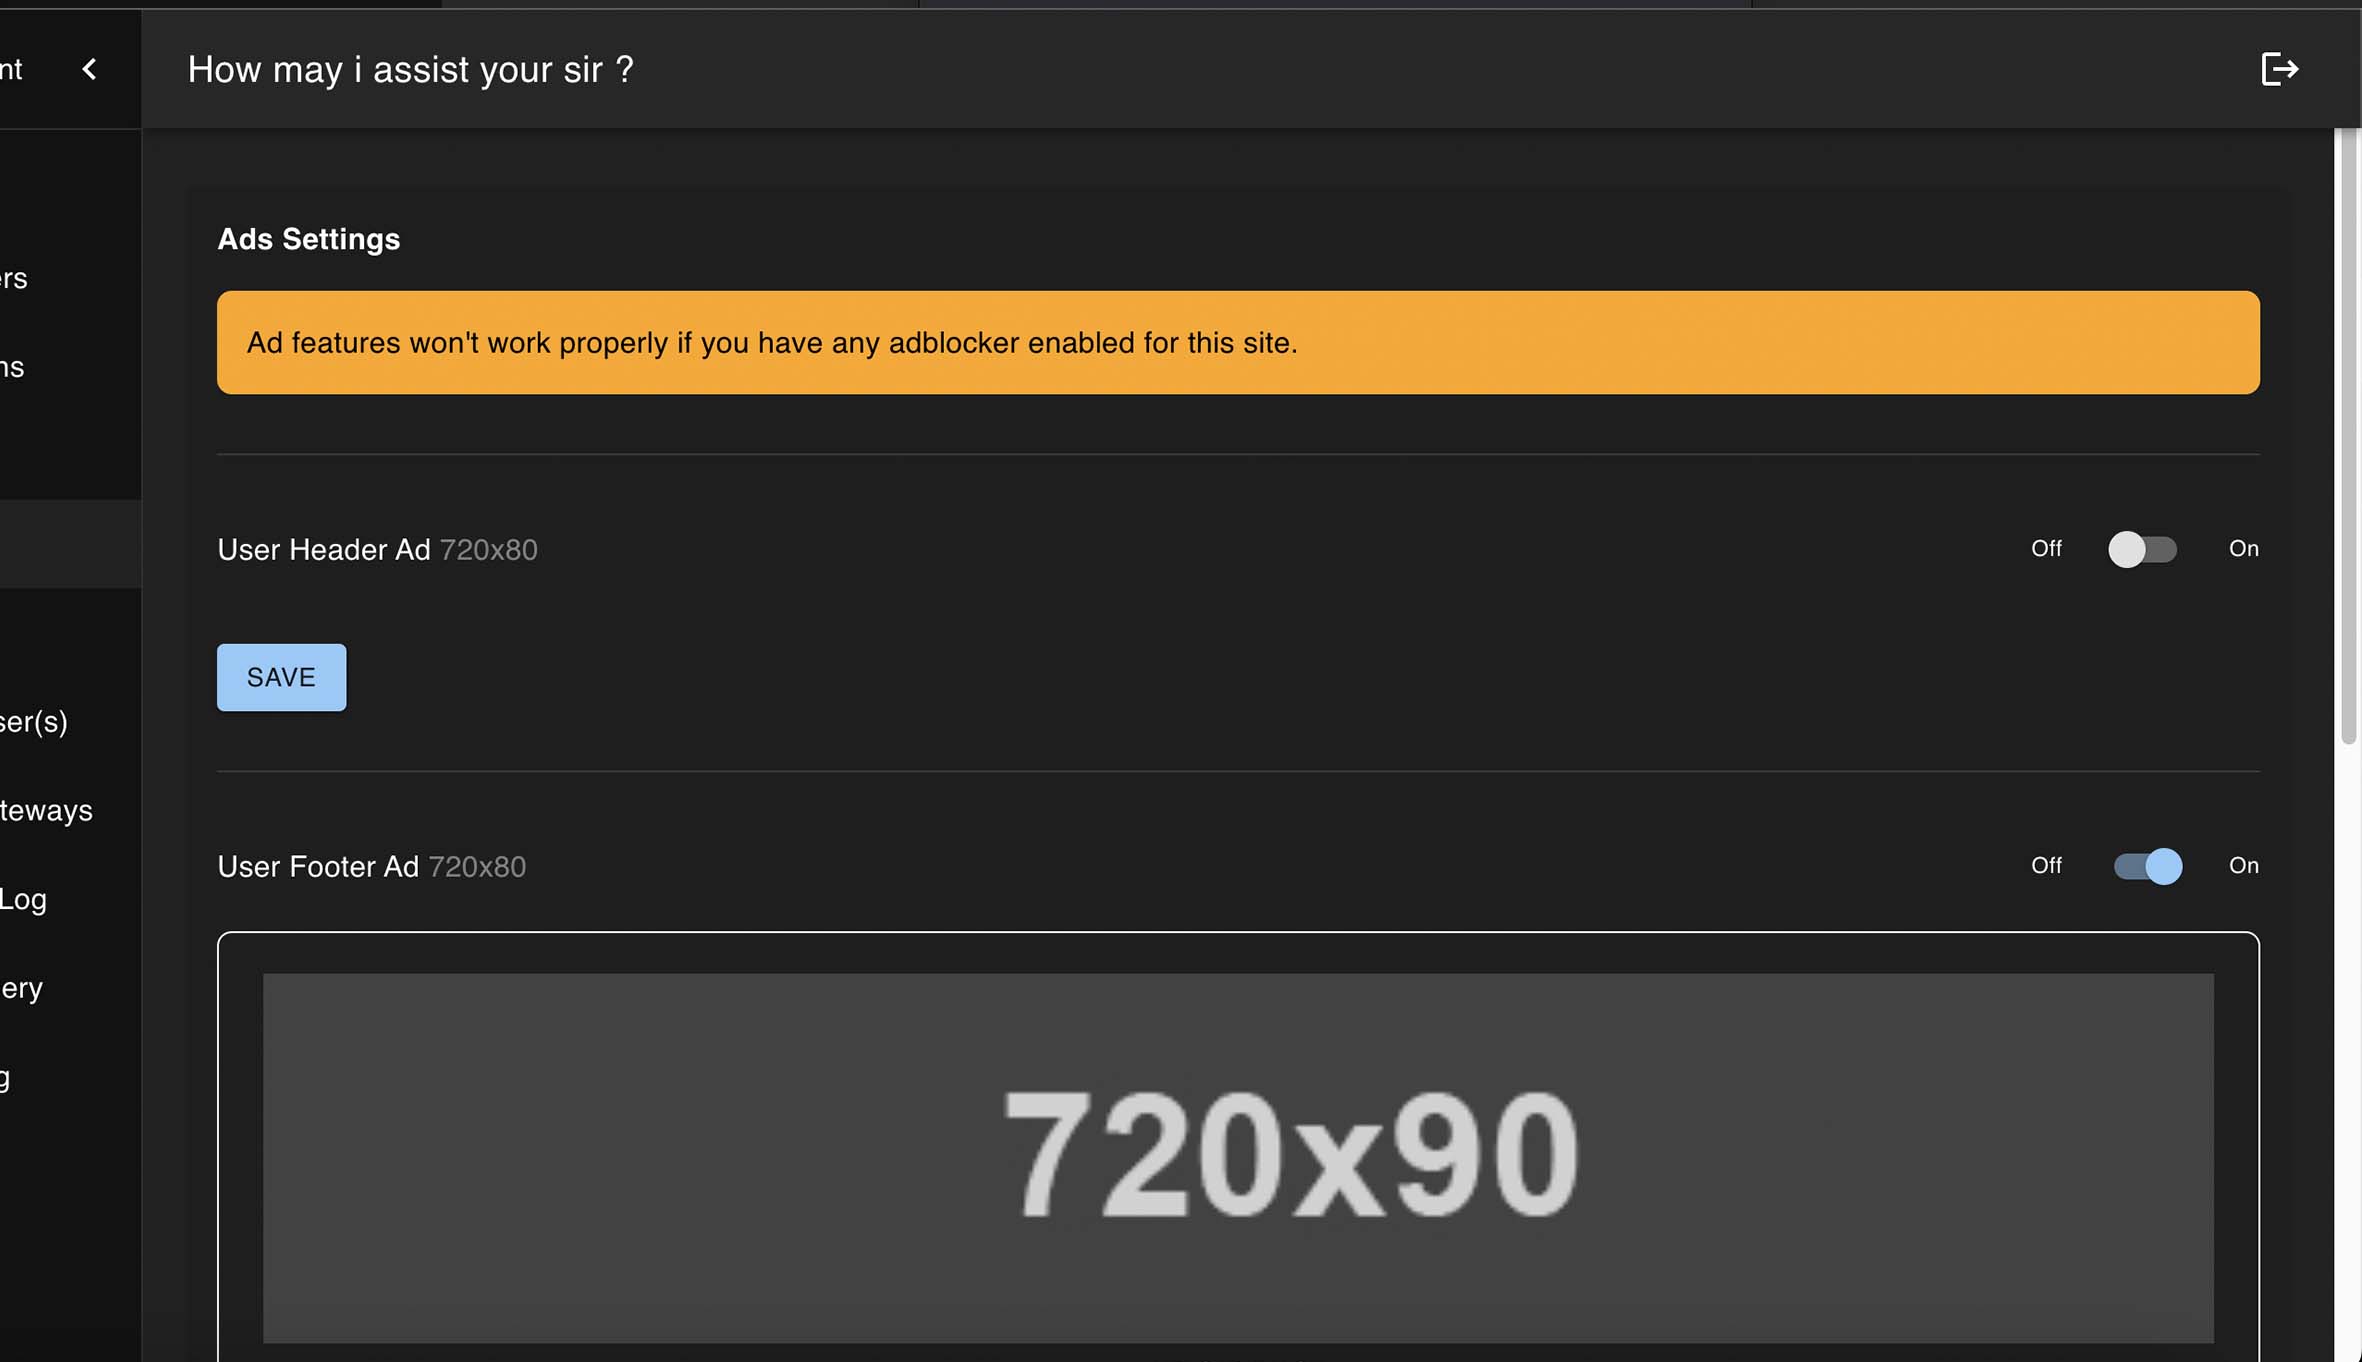 nt
How may i assist your sir ?
ers
ns
ser(s)
teways
Log
ery
g
Ads Settings
Ad features won't work properly if you have any adblocker enabled for this site.
User Header Ad 720x80
Off On
SAVE
User Footer Ad 720x80
Off On
720x90